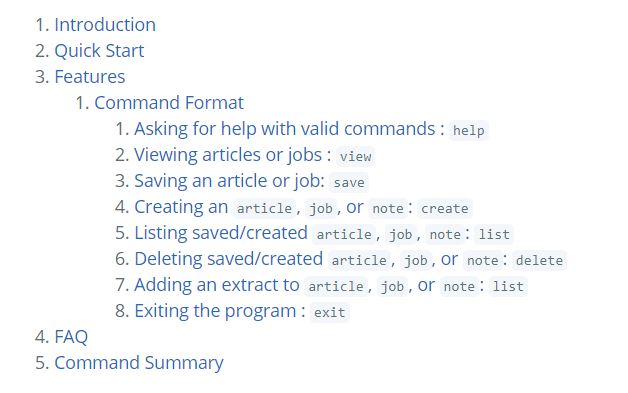 1. Introduction
2. Quick Start
3. Features
1. Command Format
1. Asking for help with valid commands : help
2. Viewing articles or jobs : view
3. Saving an article or job: save
4. Creating an article, job, or note: create
5. Listing saved/created article, job, note: list
6. Deleting saved/created article, job, or note: delete
7. Adding an extract to article, job, or note: list
8. Exiting the program : exit
4. FAQ
5. Command Summary